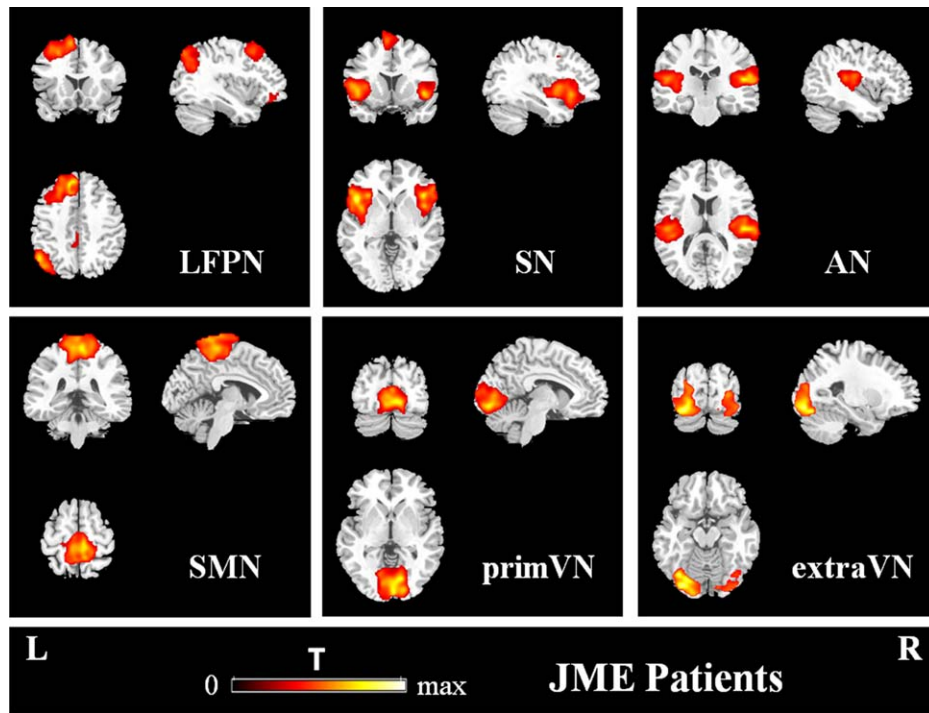 LFPN
SN
AN
SMN
primVN
extraVN
L
R
T
0
max
JME Patients